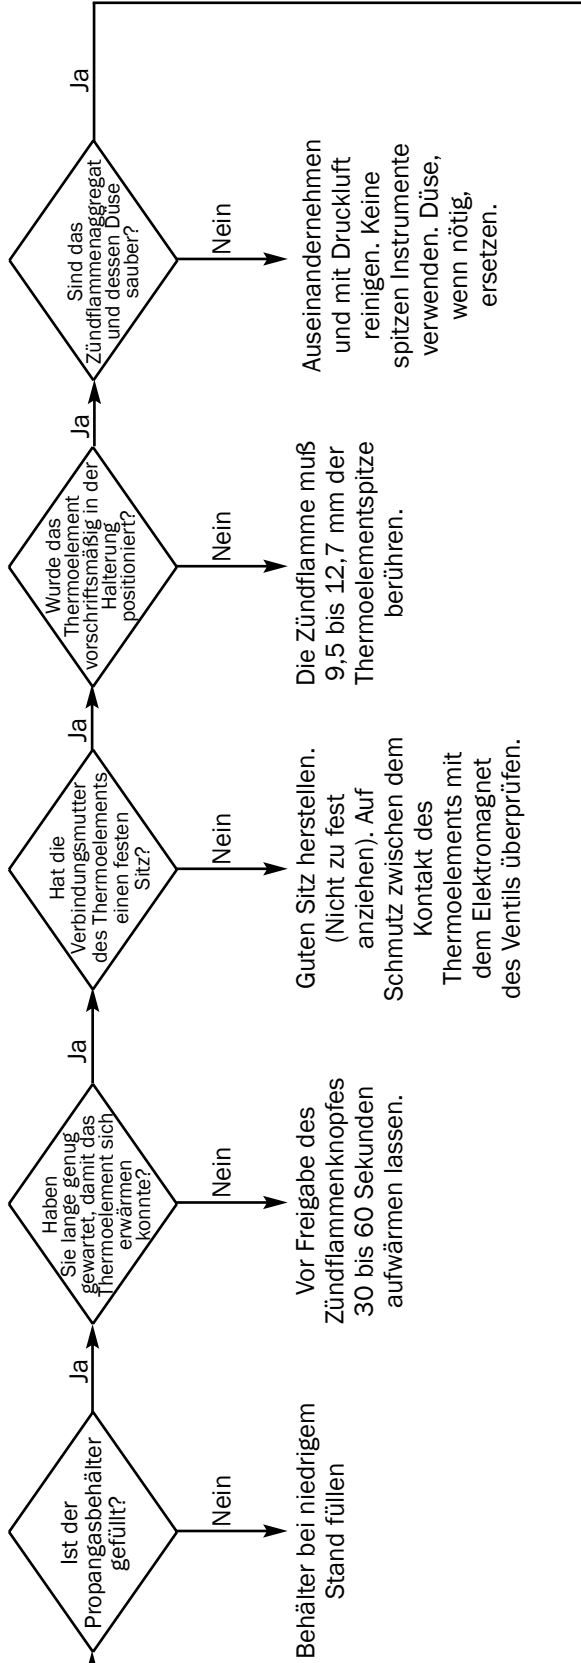 Ist der
Propangasbehälter
gefüllt?
Ja
Nein
Behälter bei niedrigem
Stand füllen
Haben
Sie lange genug
gewartet, damit das
Thermoelement sich
erwärmen
konnte?
Ja
Nein
Vor Freigabe des
Zündflammenknopfes
30 bis 60 Sekunden
aufwärmen lassen.
Hat die
Verbindungsmutter
des Thermoelements
einen festen
Sitz?
Ja
Nein
Guten Sitz herstellen.
(Nicht zu fest
anziehen). Auf
Schmutz zwischen dem
Kontakt des
Thermoelements mit
dem Elektromagnet
des Ventils überprüfen.
Wurde das
Thermoelement
vorschriftsmäßig in der
Halterung
positioniert?
Ja
Nein
Die Zündflamme muß
9,5 bis 12,7 mm der
Thermoelementspitze
berühren.
Sind das
Zündflammenaggregat
und dessen Düse
sauber?
Ja
Nein
Auseinandernehmen
und mit Druckluft
reinigen. Keine
spitzen Instrumente
verwenden. Düse,
wenn nötig,
ersetzen.